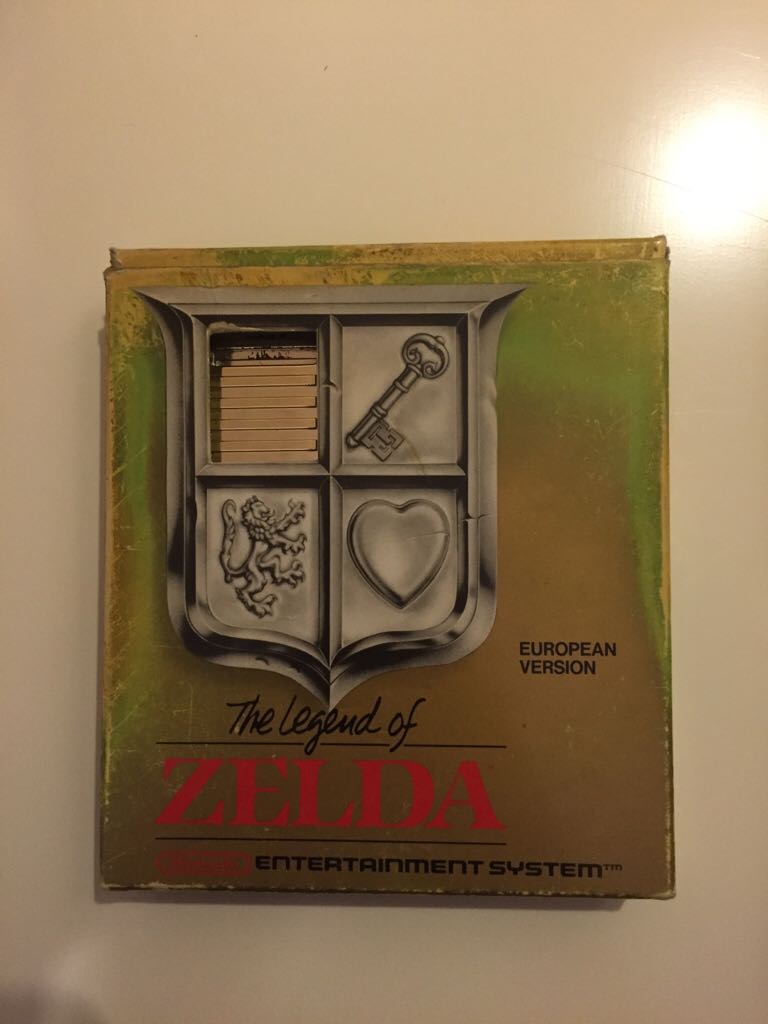 EUROPEAN
VERSION
The Legend of
ZELDA
ENTERTAINMENT SYSTEM™